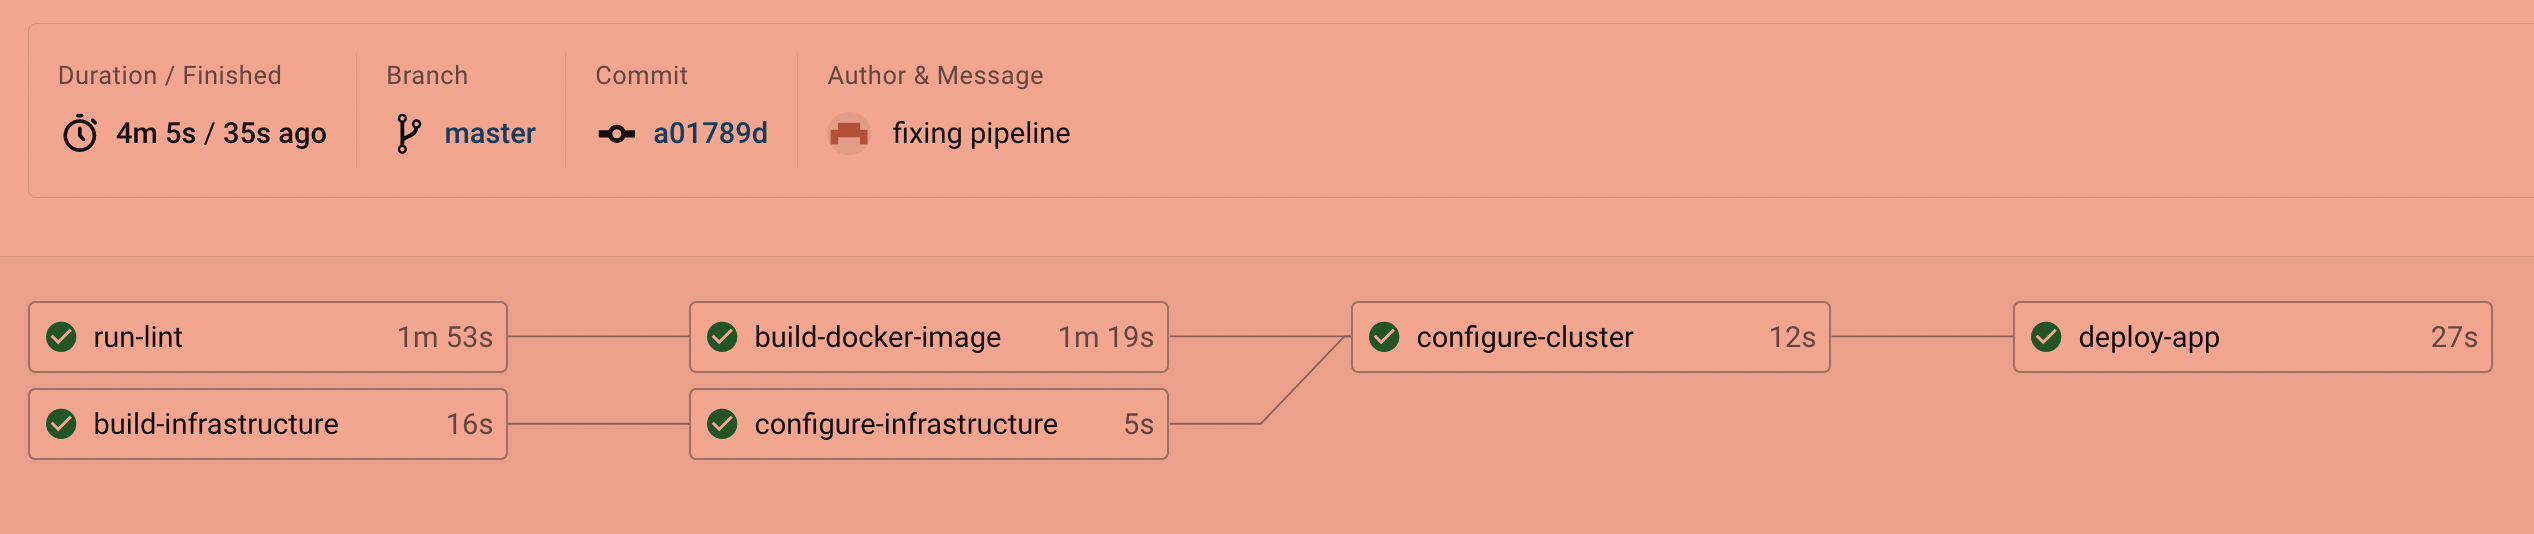 Duration / Finished
4m 5s / 35s ago
Branch
master
Commit
a01789d
Author & Message
fixing pipeline
run-lint 1m 53s
build-docker-image 1m 19s
configure-cluster 12s
deploy-app 27s
build-infrastructure 16s
configure-infrastructure 5s